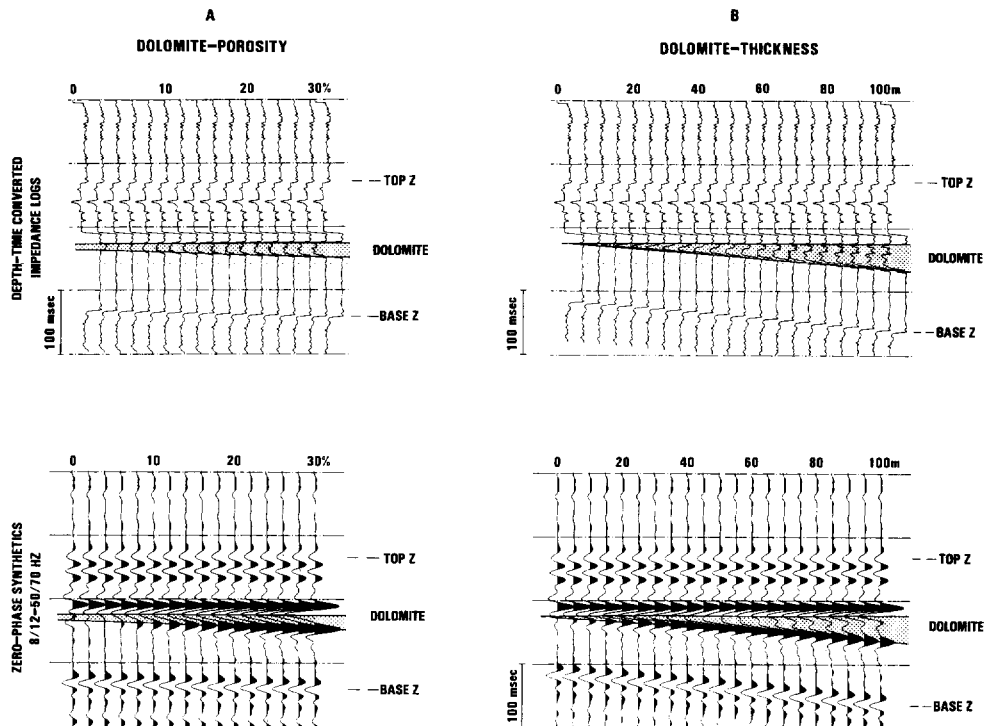 A
DOLOMITE-POROSITY
0 10 20 30%
DEPTH-TIME CONVERTED
IMPEDANCE LOGS
TOP Z
DOLOMITE
BASE Z
100 msec
B
DOLOMITE-THICKNESS
0 20 40 60 80 100m
TOP Z
DOLOMITE
BASE Z
100 msec
0 10 20 30%
ZERO-PHASE SYNTHETICS
8/12-50/70 HZ
TOP Z
DOLOMITE
BASE Z
0 20 40 60 80 100m
TOP Z
DOLOMITE
BASE Z
100 msec